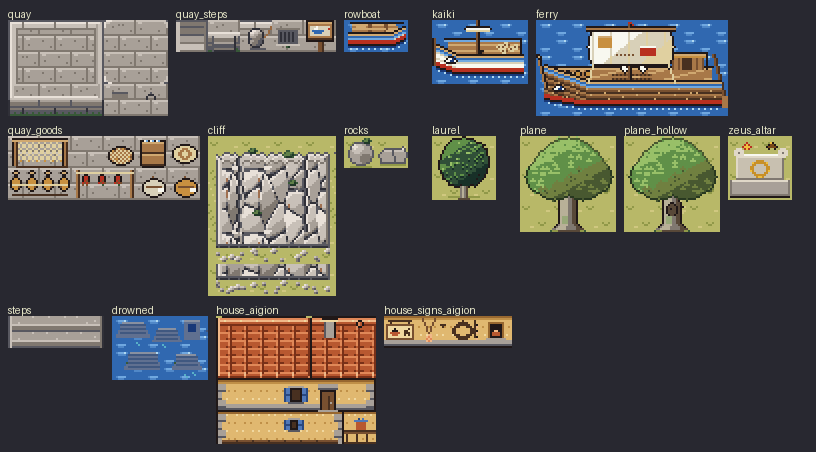 quay
quay_steps
rowboat
kaiki
ferry
quay_goods
cliff
rocks
laurel
plane
plane_hollow
zeus_altar
steps
drowned
house_aigion
house_signs_aigion